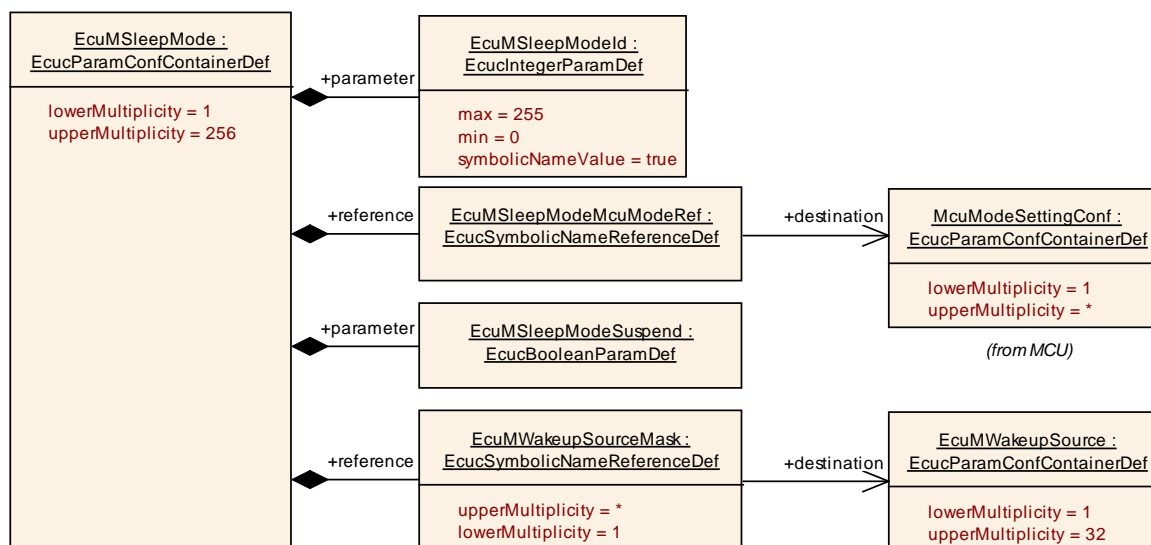 EcuMSleepMode :
EcucParamConfContainerDef
lowerMultiplicity = 1
upperMultiplicity = 256
+parameter
EcuMSleepModeId :
EcucIntegerParamDef
max = 255
min = 0
symbolicNameValue = true
+reference
EcuMSleepModeMcuModeRef :
EcucSymbolicNameReferenceDef
+destination
McuModeSettingConf :
EcucParamConfContainerDef
lowerMultiplicity = 1
upperMultiplicity = *
(from MCU)
+parameter
EcuMSleepModeSuspend :
EcucBooleanParamDef
+reference
EcuMWakeupSourceMask :
EcucSymbolicNameReferenceDef
upperMultiplicity = *
lowerMultiplicity = 1
+destination
EcuMWakeupSource :
EcucParamConfContainerDef
lowerMultiplicity = 1
upperMultiplicity = 32